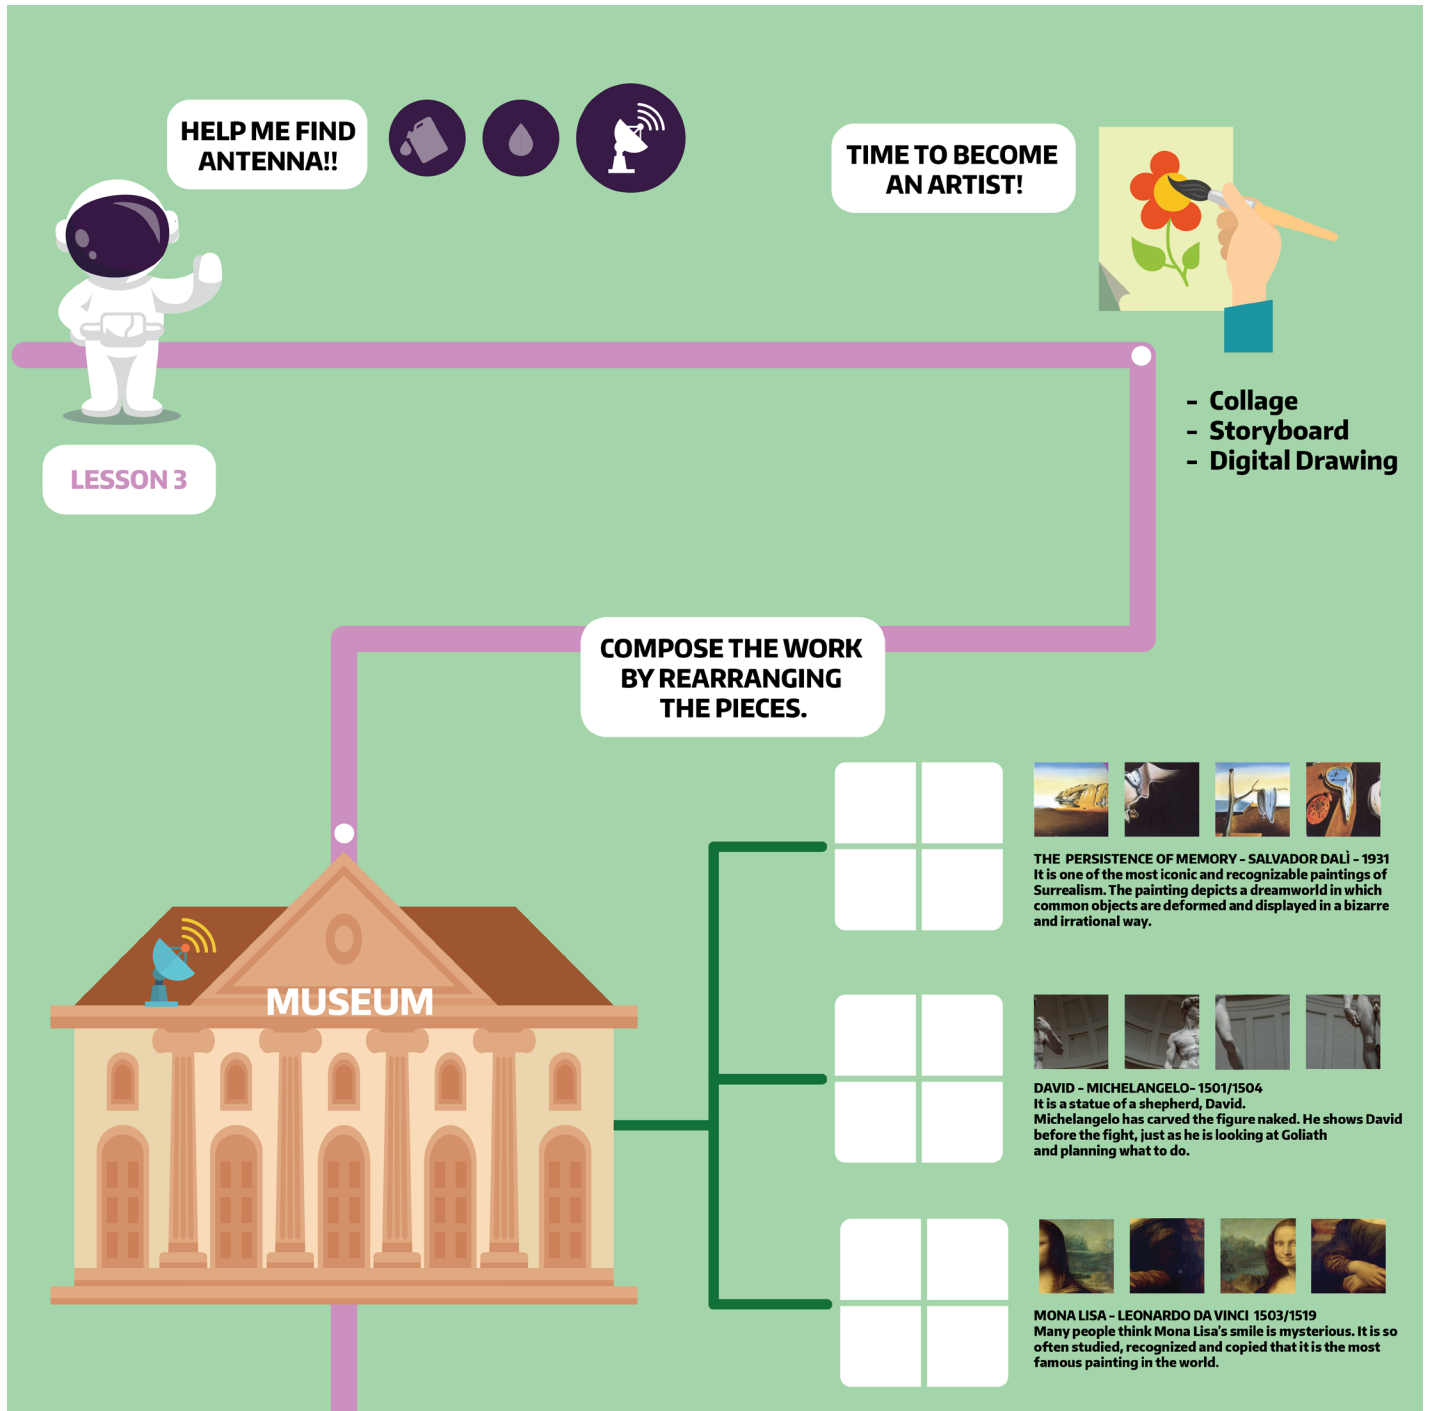 HELP ME FIND
ANTENNA!!
TIME TO BECOME
AN ARTIST!
- Collage
- Storyboard
- Digital Drawing
LESSON 3
COMPOSE THE WORK
BY REARRANGING
THE PIECES.
THE PERSISTENCE OF MEMORY - SALVADOR DALÌ - 1931
It is one of the most iconic and recognizable paintings of
Surrealism. The painting depicts a dreamworld in which
common objects are deformed and displayed in a bizarre
and irrational way.
MUSEUM
DAVID - MICHELANGELO- 1501/1504
It is a statue of a shepherd, David.
Michelangelo has carved the figure naked. He shows David
before the fight, just as he is looking at Goliath
and planning what to do.
MONA LISA - LEONARDO DA VINCI 1503/1519
Many people think Mona Lisa's smile is mysterious. It is so
often studied, recognized and copied that it is the most
famous painting in the world.